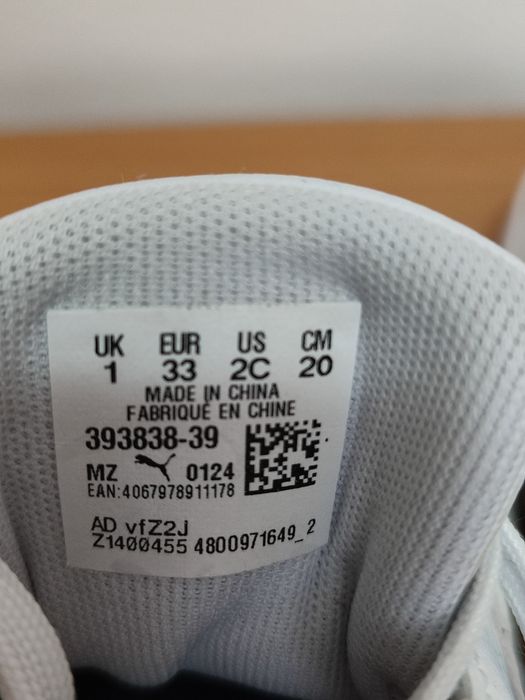 UK EUR US CM
1 33 2C 20
MADE IN CHINA
FABRIQUÉ EN CHINE
393838-39
MZ 0124
EAN:4067978911178
AD vfZ2J
Z1400455 4800971649_2